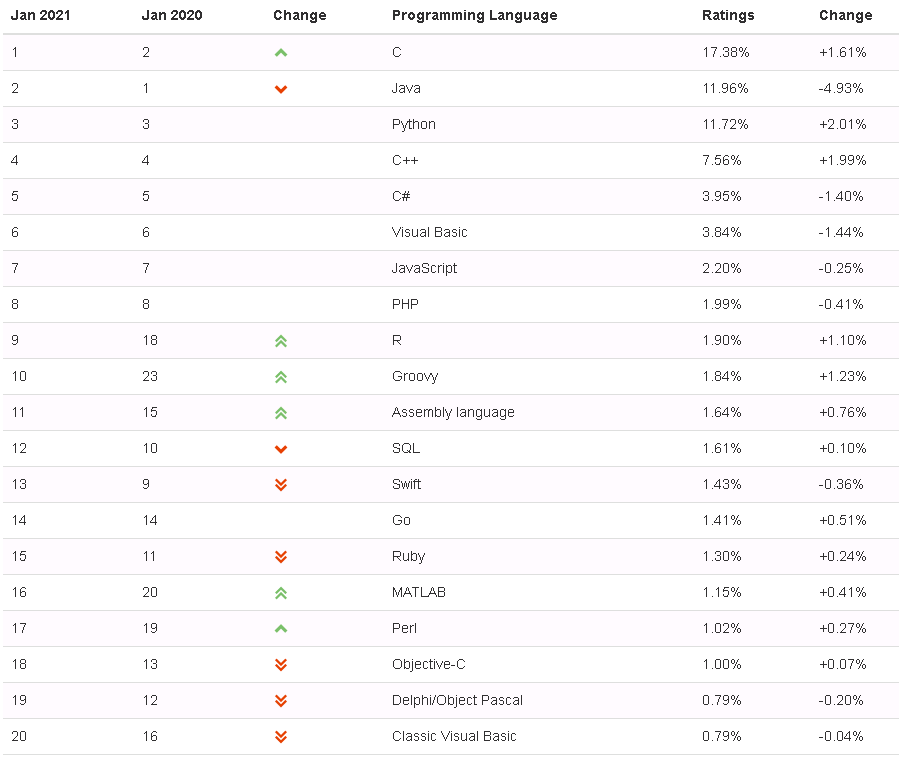 Jan 2021 Jan 2020 Change Programming Language Ratings Change
1 2 C 17.38% +1.61%
2 1 Java 11.96% -4.93%
3 3 Python 11.72% +2.01%
4 4 C++ 7.56% +1.99%
5 5 C# 3.95% -1.40%
6 6 Visual Basic 3.84% -1.44%
7 7 JavaScript 2.20% -0.25%
8 8 PHP 1.99% -0.41%
9 18 R 1.90% +1.10%
10 23 Groovy 1.84% +1.23%
11 15 Assembly language 1.64% +0.76%
12 10 SQL 1.61% +0.10%
13 9 Swift 1.43% -0.36%
14 14 Go 1.41% +0.51%
15 11 Ruby 1.30% +0.24%
16 20 MATLAB 1.15% +0.41%
17 19 Perl 1.02% +0.27%
18 13 Objective-C 1.00% +0.07%
19 12 Delphi/Object Pascal 0.79% -0.20%
20 16 Classic Visual Basic 0.79% -0.04%